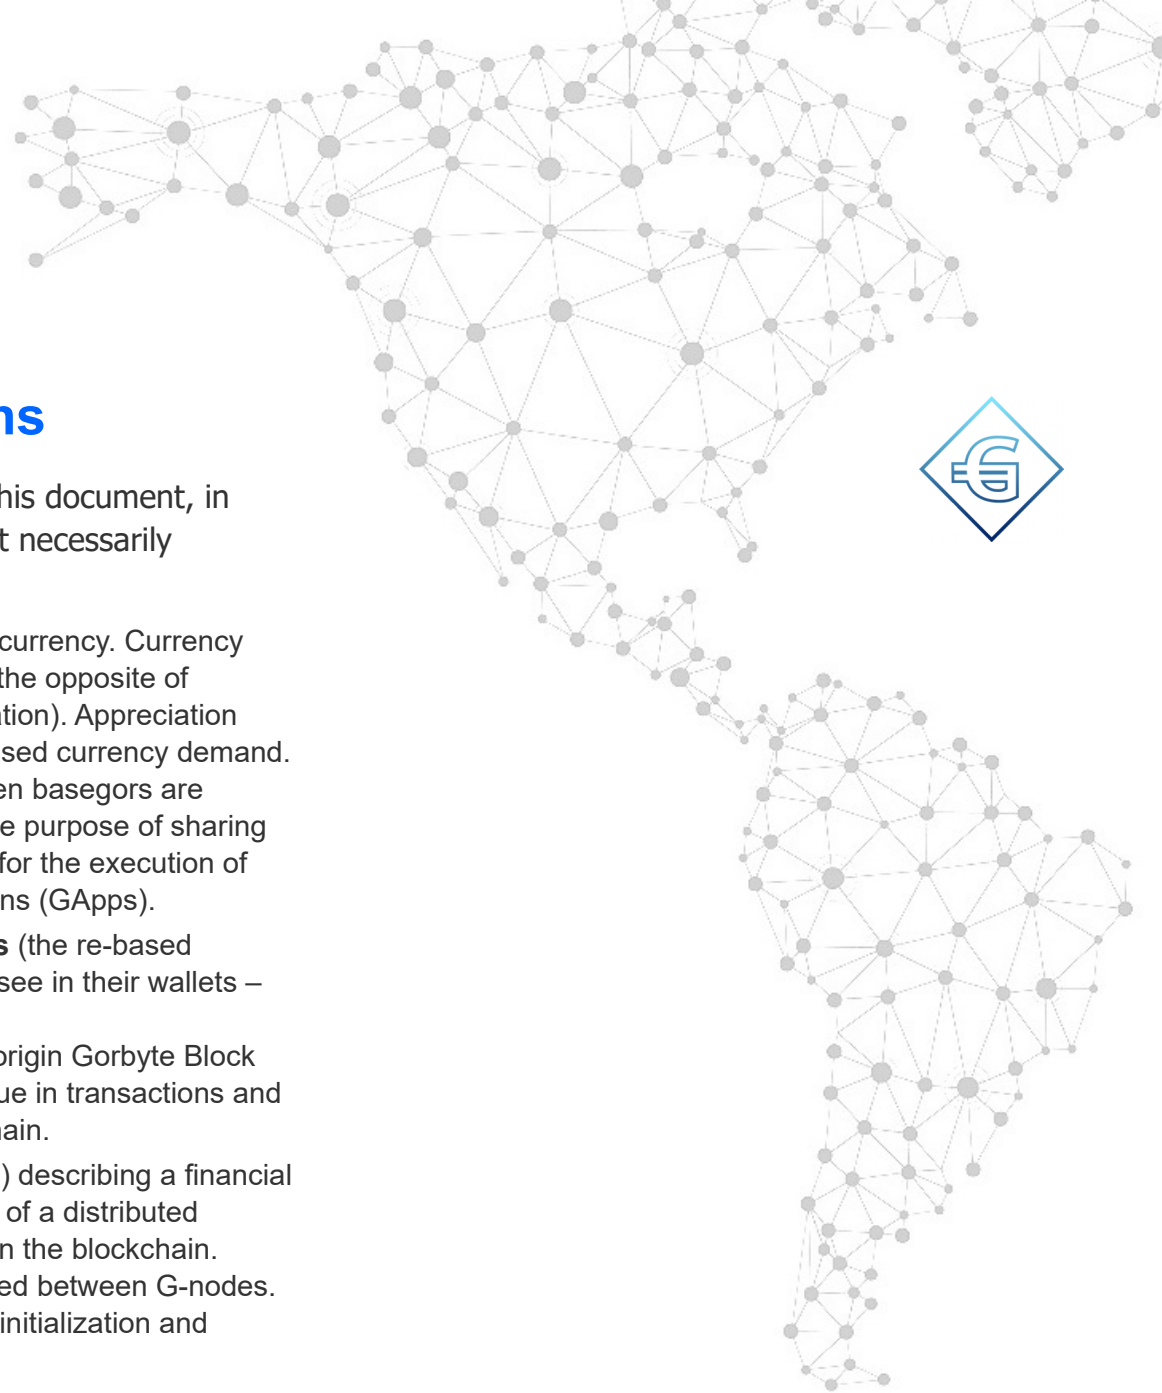 ns
his document, in
t necessarily
currency. Currency
the opposite of
ation). Appreciation
sed currency demand.
en basegors are
e purpose of sharing
for the execution of
ns (GApps).
s (the re-based
see in their wallets –
origin Gorbyte Block
ue in transactions and
ain.
) describing a financial
of a distributed
n the blockchain.
ed between G-nodes.
initialization and